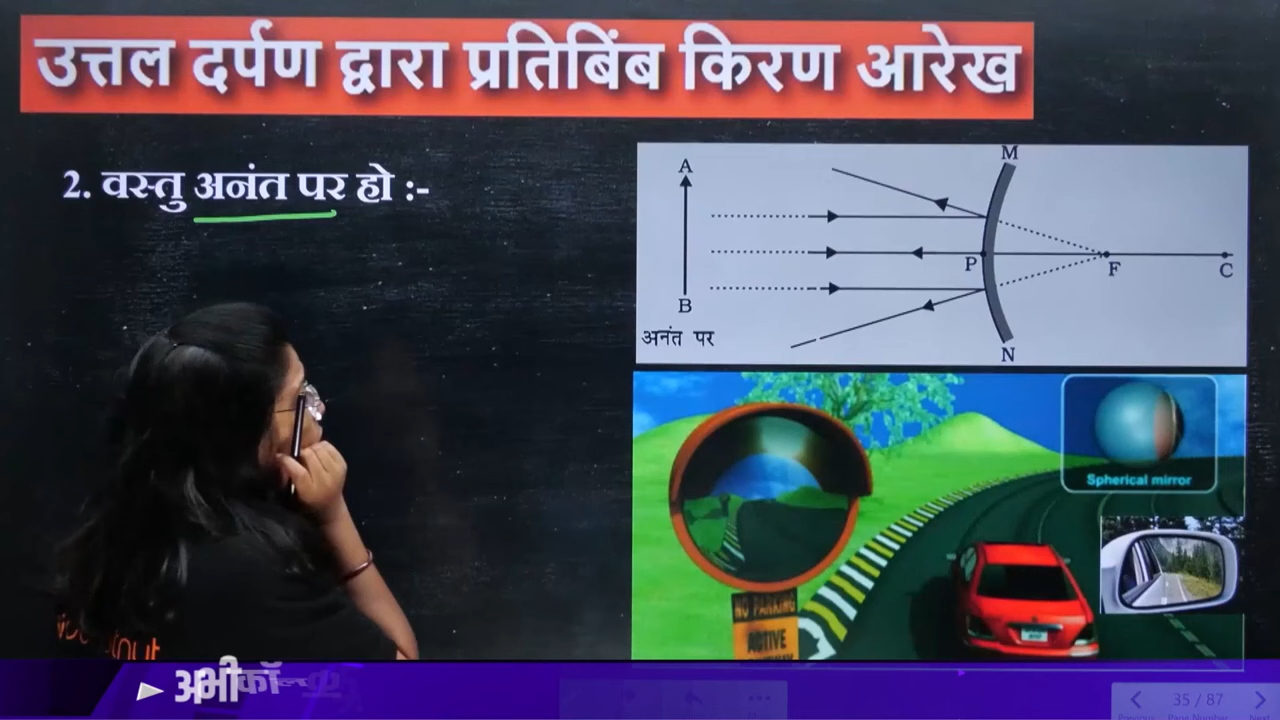 उत्तल दर्पण द्वारा प्रतिबिंब किरण आरेख
2. वस्तु अनंत पर हो :-
A
B
अनंत पर
M
P
F
C
N
Spherical mirror
NO PARKING
ACTIVE
अभी कॉल
35 / 87